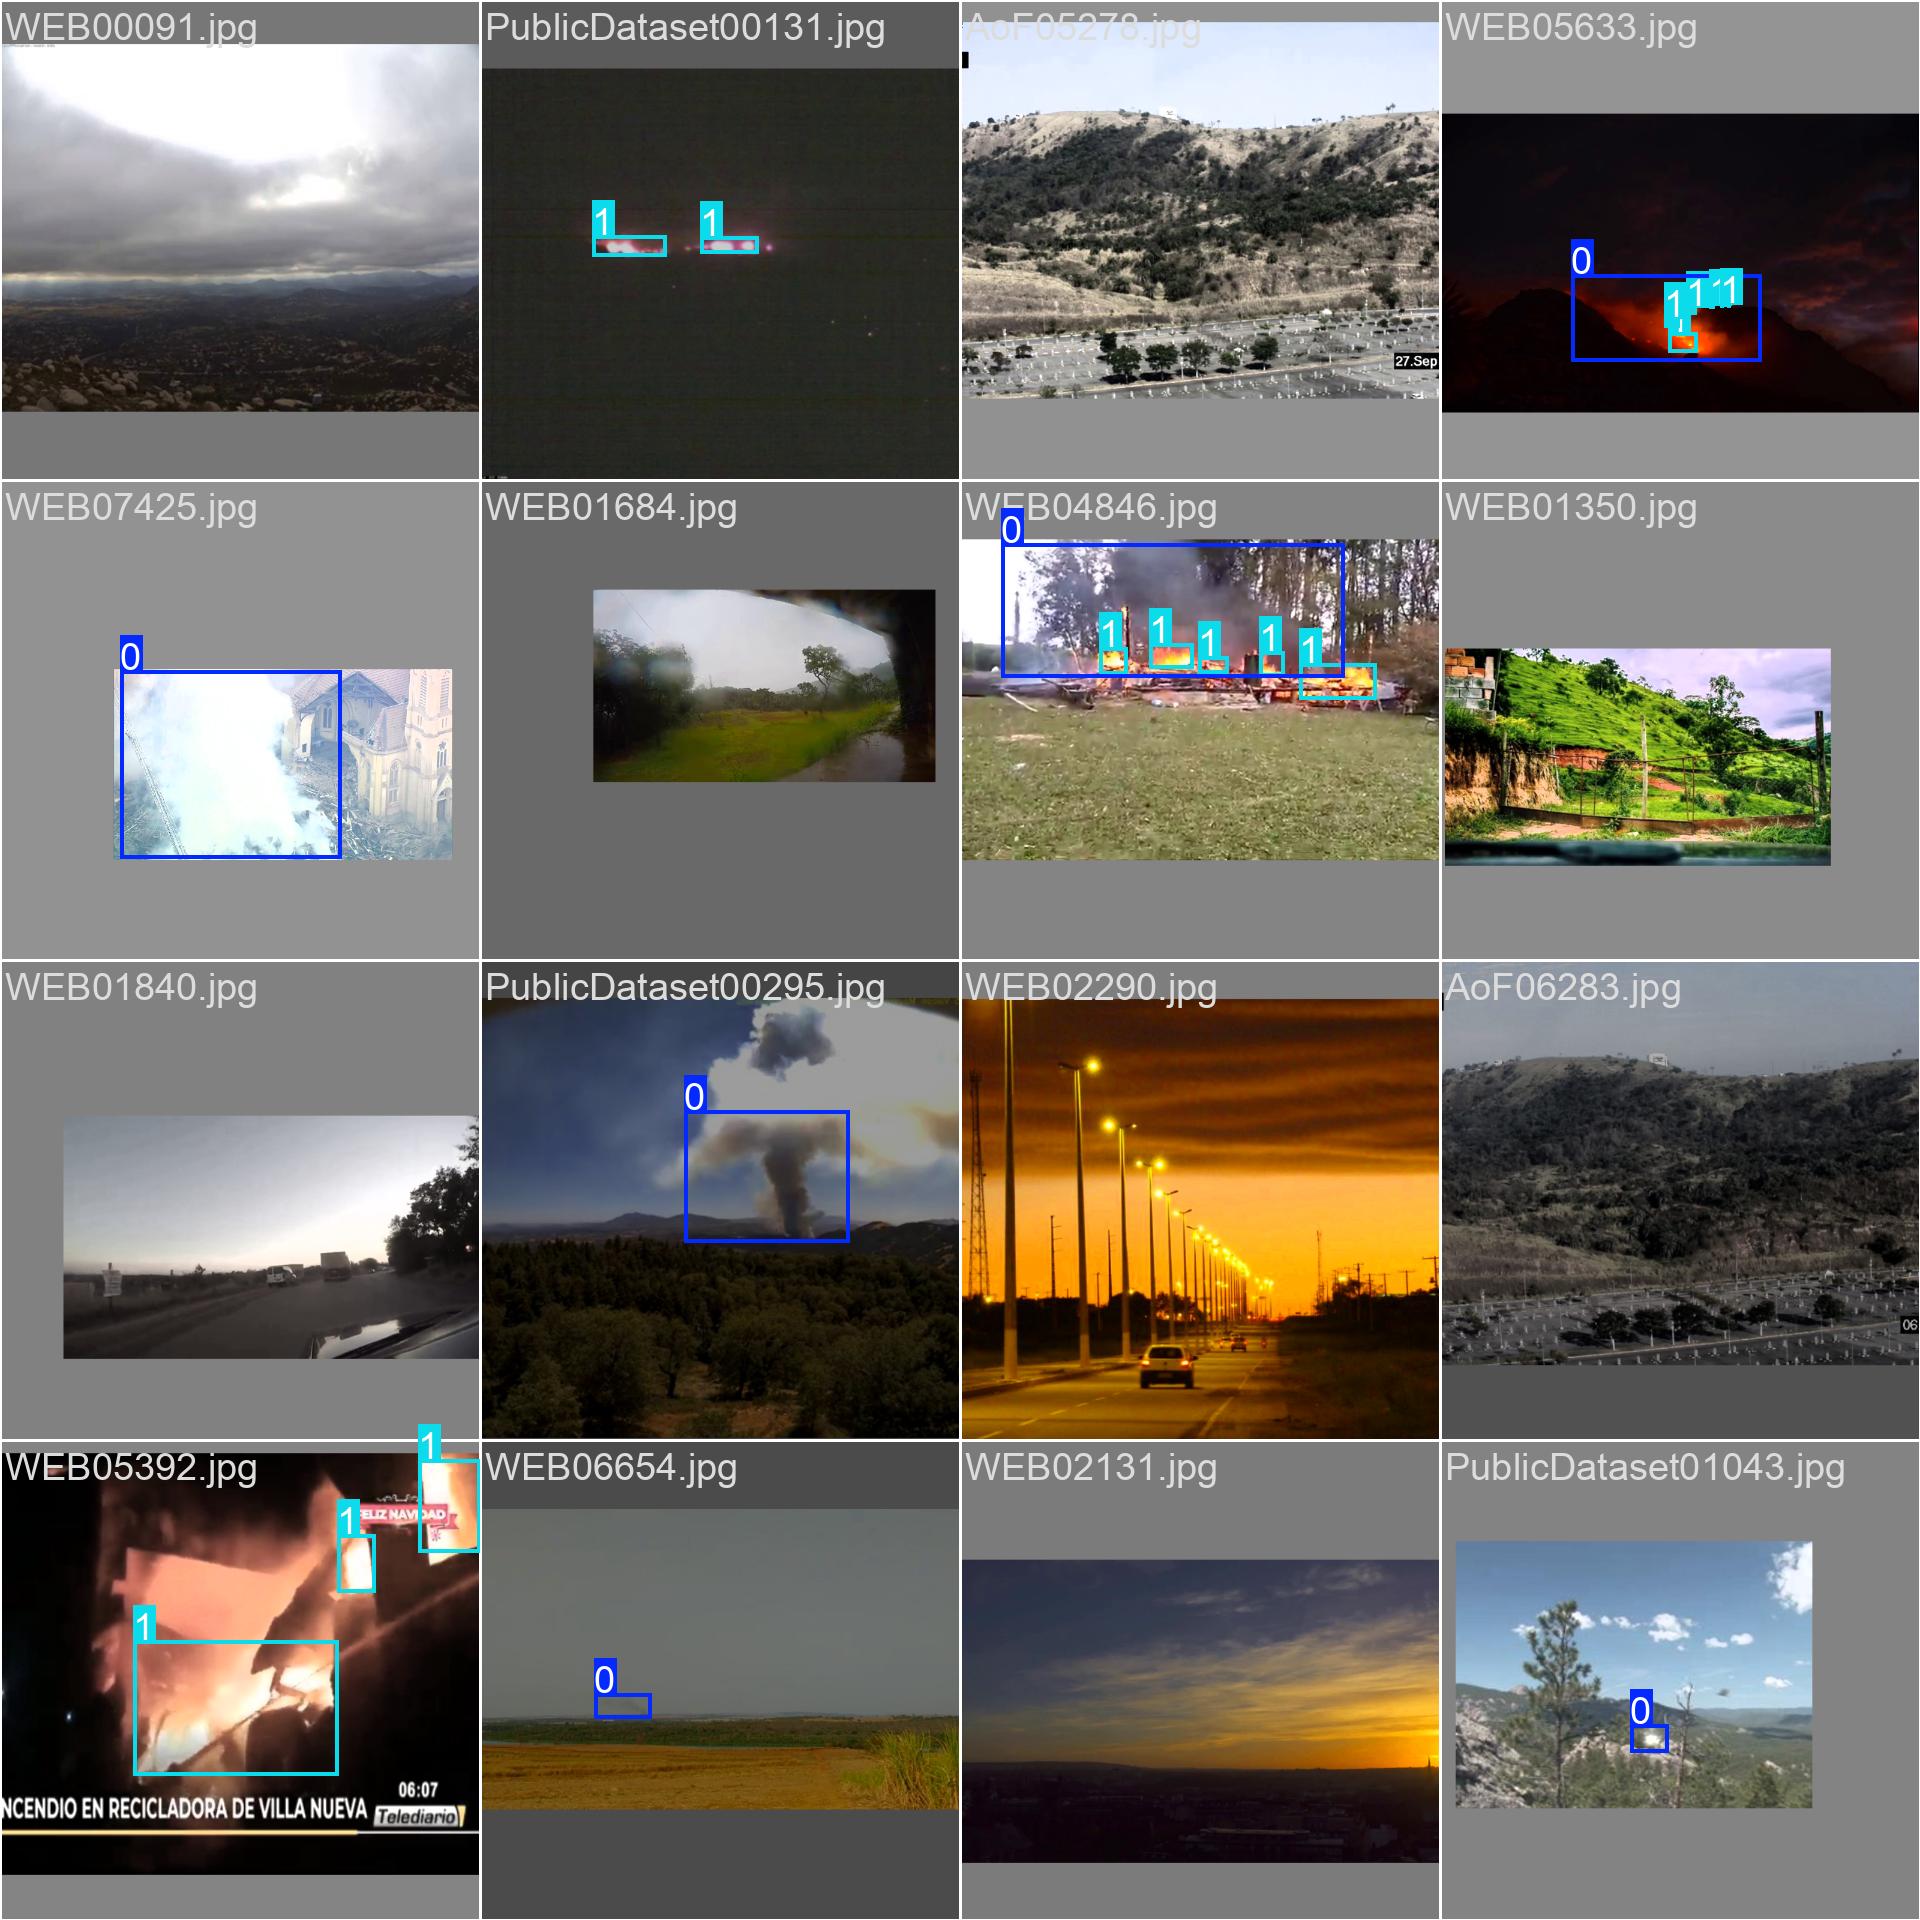 WEB00091.jpg
PublicDataset00131.jpg
AoF05278.jpg
WEB05633.jpg
1
1
27.Sep
0
1
1
1
1
WEB07425.jpg
WEB01684.jpg
WEB04846.jpg
WEB01350.jpg
0
0
1
1
1
1
1
WEB01840.jpg
PublicDataset00295.jpg
WEB02290.jpg
AoF06283.jpg
0
06
WEB05392.jpg
WEB06654.jpg
WEB02131.jpg
PublicDataset01043.jpg
1
1
FELIZ NAVIDAD
1
06:07
NCENDIO EN RECICLADORA DE VILLA NUEVA
Telediario
0
0